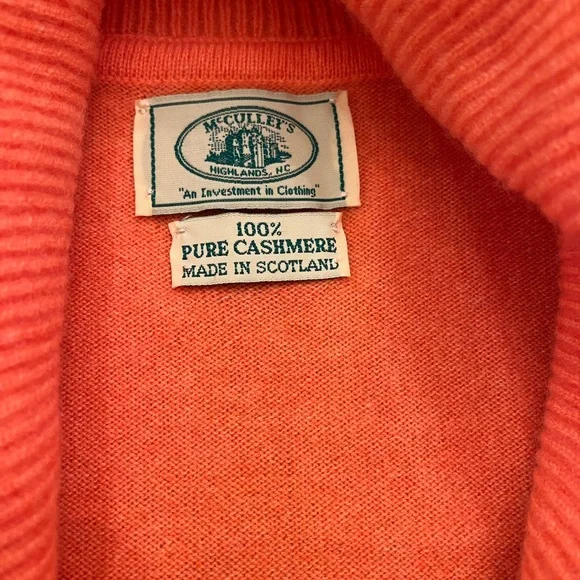 McCULLEY'S
HIGHLANDS, NC
"An Investment in Clothing"
100%
PURE CASHMERE
MADE IN SCOTLAND